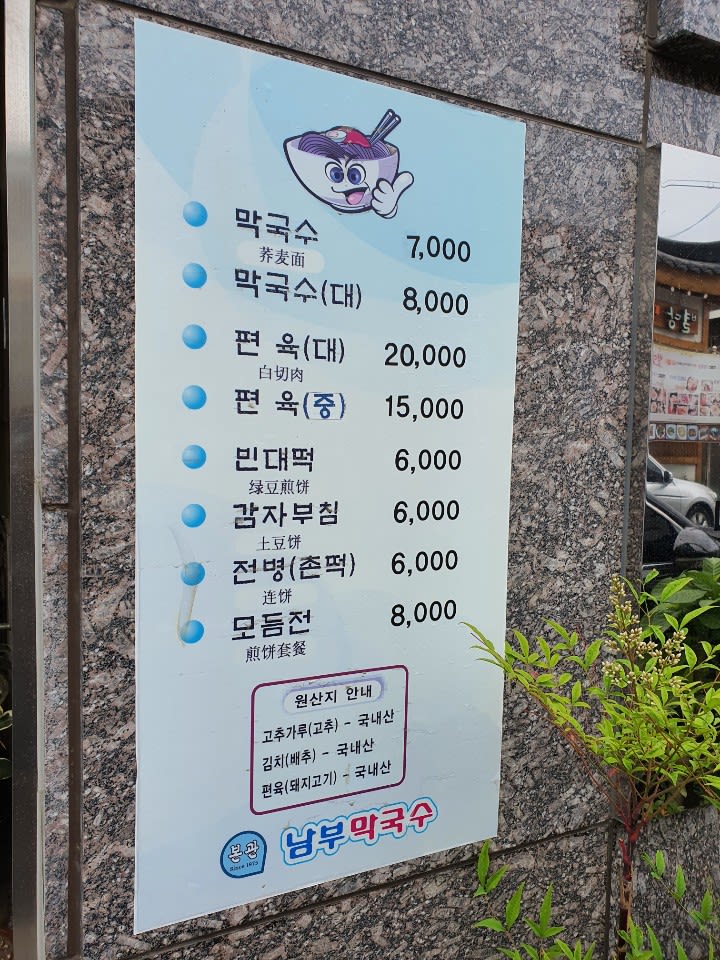 막국수 7,000
荞麦面
막국수(대) 8,000
편 육(대) 20,000
白切肉
편 육(중) 15,000
빈대떡 6,000
绿豆煎饼
감자부침 6,000
土豆饼
전병(촌떡) 6,000
连饼
모듬전 8,000
煎饼套餐
원산지 안내
고추가루(고추) - 국내산
김치(배추) - 국내산
편육(돼지고기) - 국내산
본관
Since 1973
남부막국수